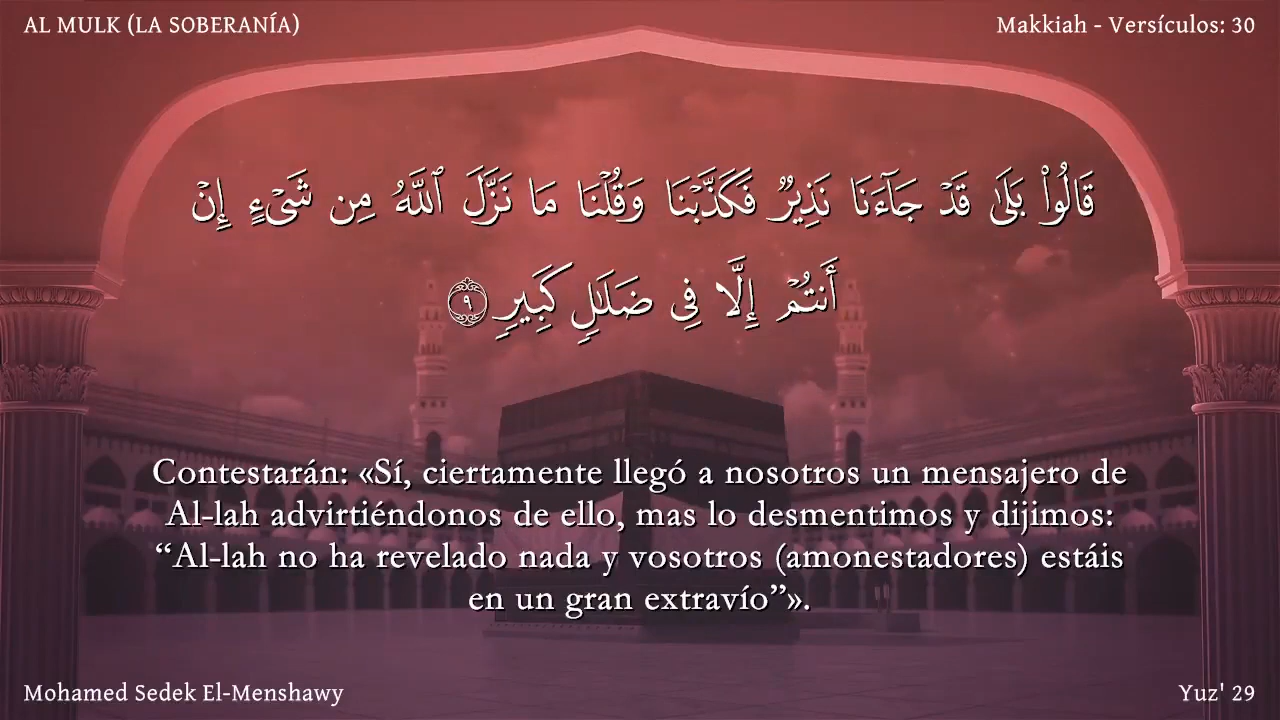 AL MULK (LA SOBERANÍA)
Makkiah - Versículos: 30
قَالُوا۟ بَلَىٰ قَدْ جَآءَنَا نَذِيرٌ فَكَذَّبْنَا وَقُلْنَا مَا نَزَّلَ ٱللَّهُ مِن شَىْءٍ إِنْ
أَنتُمْ إِلَّا فِى ضَلَـٰلٍ كَبِيرٍ ٩
Contestarán: «Sí, ciertamente llegó a nosotros un mensajero de
Al-lah advirtiéndonos de ello, mas lo desmentimos y dijimos:
“Al-lah no ha revelado nada y vosotros (amonestadores) estáis
en un gran extravío”».
Mohamed Sedek El-Menshawy
Yuz' 29